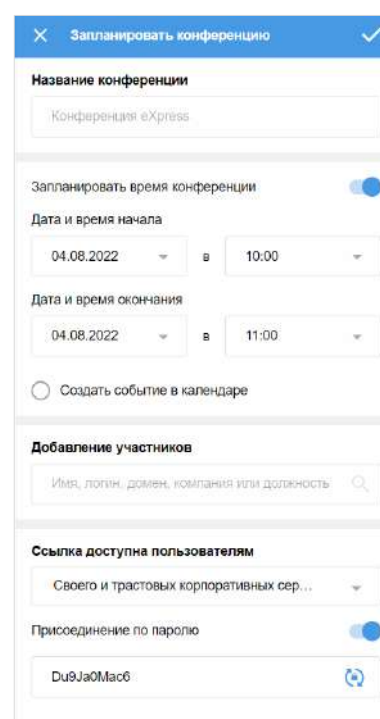 Запланировать конференцию
Название конференции
Конференция eXpress
Запланировать время конференции
Дата и время начала
04.08.2022 в 10:00
Дата и время окончания
04.08.2022 в 11:00
Создать событие в календаре
Добавление участников
Имя, логин, домен, компания или должность
Ссылка доступна пользователям
Своего и трастовых корпоративных сер...
Присоединение по паролю
Du9Ja0Mac6